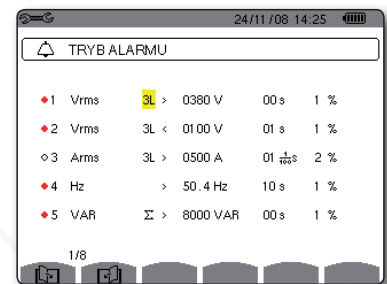 24/11/08 14:25
TRYB ALARMU
1 Vrms 3L > 0380 V 00 s 1 %
2 Vrms 3L < 0100 V 01 s 1 %
3 Arms 3L > 0500 A 01 1/100 s 2 %
4 Hz > 50.4 Hz 10 s 1 %
5 VAR Σ > 8000 VAR 00 s 1 %
1/8